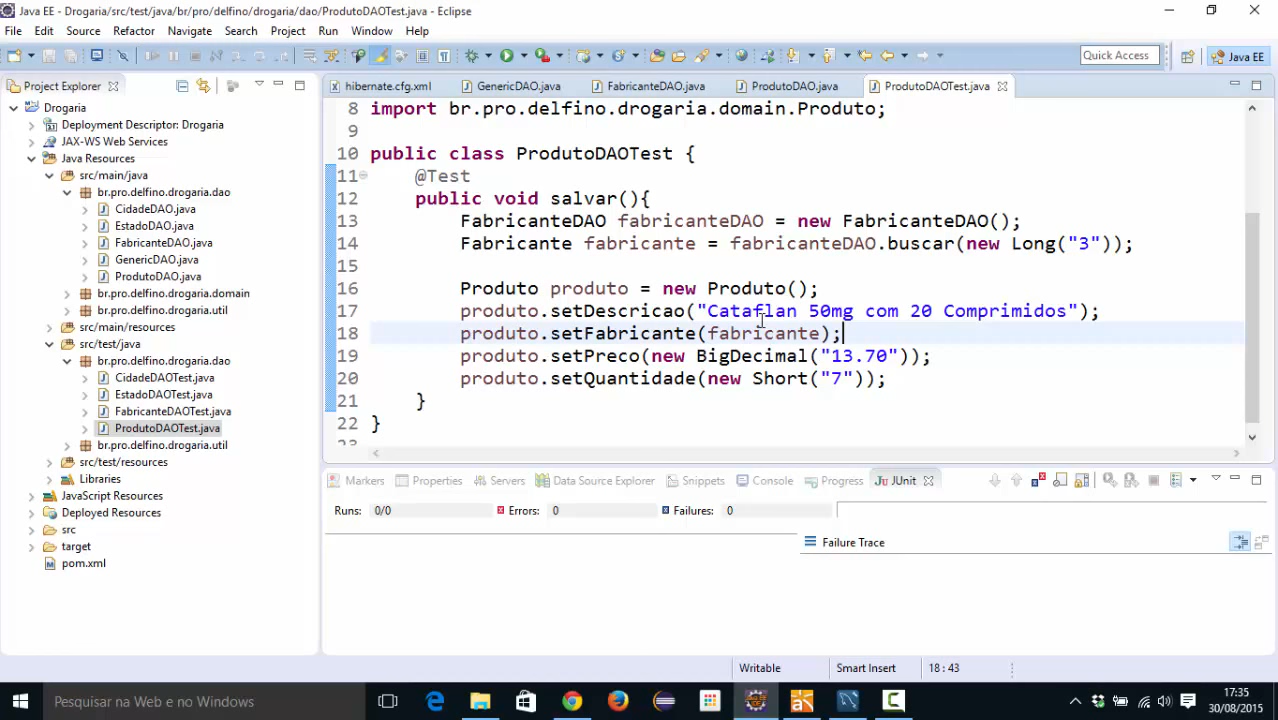 Java EE - Drogaria/src/test/java/br/pro/delfino/drogaria/dao/ProdutoDAOTest.java - Eclipse
File Edit Source Refactor Navigate Search Project Run Window Help
Quick Access
Java EE
Project Explorer
hibernate.cfg.xml GenericDAO.java FabricanteDAO.java ProdutoDAO.java ProdutoDAOTest.java
Drogaria
Deployment Descriptor: Drogaria
JAX-WS Web Services
Java Resources
src/main/java
br.pro.delfino.drogaria.dao
CidadeDAO.java
EstadoDAO.java
FabricanteDAO.java
GenericDAO.java
ProdutoDAO.java
br.pro.delfino.drogaria.domain
br.pro.delfino.drogaria.util
src/main/resources
src/test/java
br.pro.delfino.drogaria.dao
CidadeDAOTest.java
EstadoDAOTest.java
FabricanteDAOTest.java
ProdutoDAOTest.java
br.pro.delfino.drogaria.util
src/test/resources
Libraries
JavaScript Resources
Deployed Resources
src
target
pom.xml
8 import br.pro.delfino.drogaria.domain.Produto;
9
10 public class ProdutoDAOTest {
11 @Test
12 public void salvar(){
13 FabricanteDAO fabricanteDAO = new FabricanteDAO();
14 Fabricante fabricante = fabricanteDAO.buscar(new Long("3"));
15
16 Produto produto = new Produto();
17 produto.setDescricao("Cataflan 50mg com 20 Comprimidos");
18 produto.setFabricante(fabricante);
19 produto.setPreco(new BigDecimal("13.70"));
20 produto.setQuantidade(new Short("7"));
21 }
22 }
23
Markers Properties Servers Data Source Explorer Snippets Console Progress JUnit
Runs: 0/0 Errors: 0 Failures: 0
Failure Trace
Writable Smart Insert 18 : 43
Pesquisar na Web e no Windows
17:35
30/08/2015